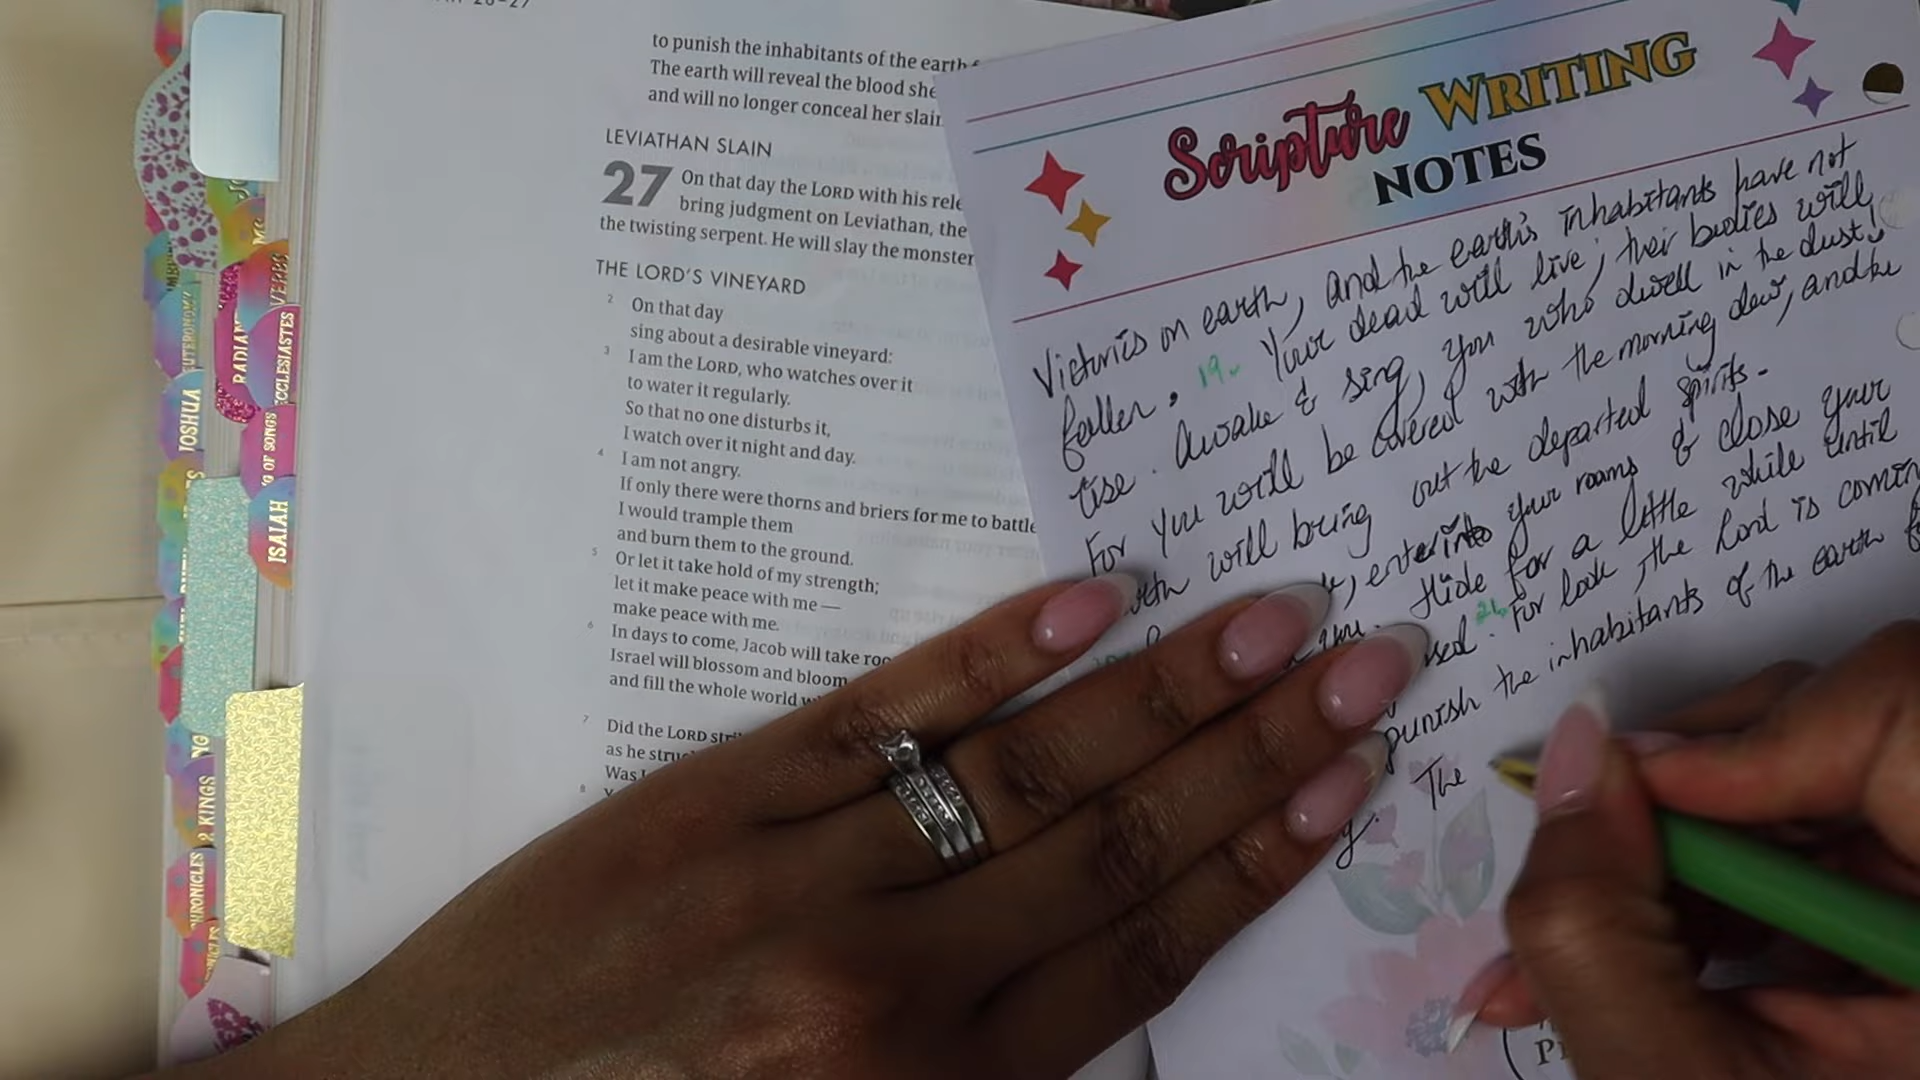 to punish the inhabitants of the earth
The earth will reveal the blood she
and will no longer conceal her slain
LEVIATHAN SLAIN
27 On that day the LORD with his
bring judgment on Leviathan, the
the twisting serpent. He will slay the monster
THE LORD'S VINEYARD
2 On that day
sing about a desirable vineyard:
3 I am the LORD, who watches over it
to water it regularly.
So that no one disturbs it,
I watch over it night and day.
4 I am not angry.
If only there were thorns and briers for me to battle
I would trample them
and burn them to the ground.
5 Or let it take hold of my strength;
let it make peace with me —
make peace with me.
6 In days to come, Jacob will take
Israel will blossom and bloom
and fill the whole world
7 Did the LORD
as he
Was
8
Scripture WRITING
NOTES
Victories on earth, and the earth's inhabitants have not
fallen. 19. Your dead will live; their bodies will
rise. Awake & sing, you who dwell in the dust!
For you will be covered with the morning dew, and the
will bring out the departed spirits.
enter into your rooms & close your
Hide for a little while until
26. For look, the Lord is coming
punish the inhabitants of the earth
The
JOSHUA
2 KINGS
ECCLESIASTES
ISAIAH